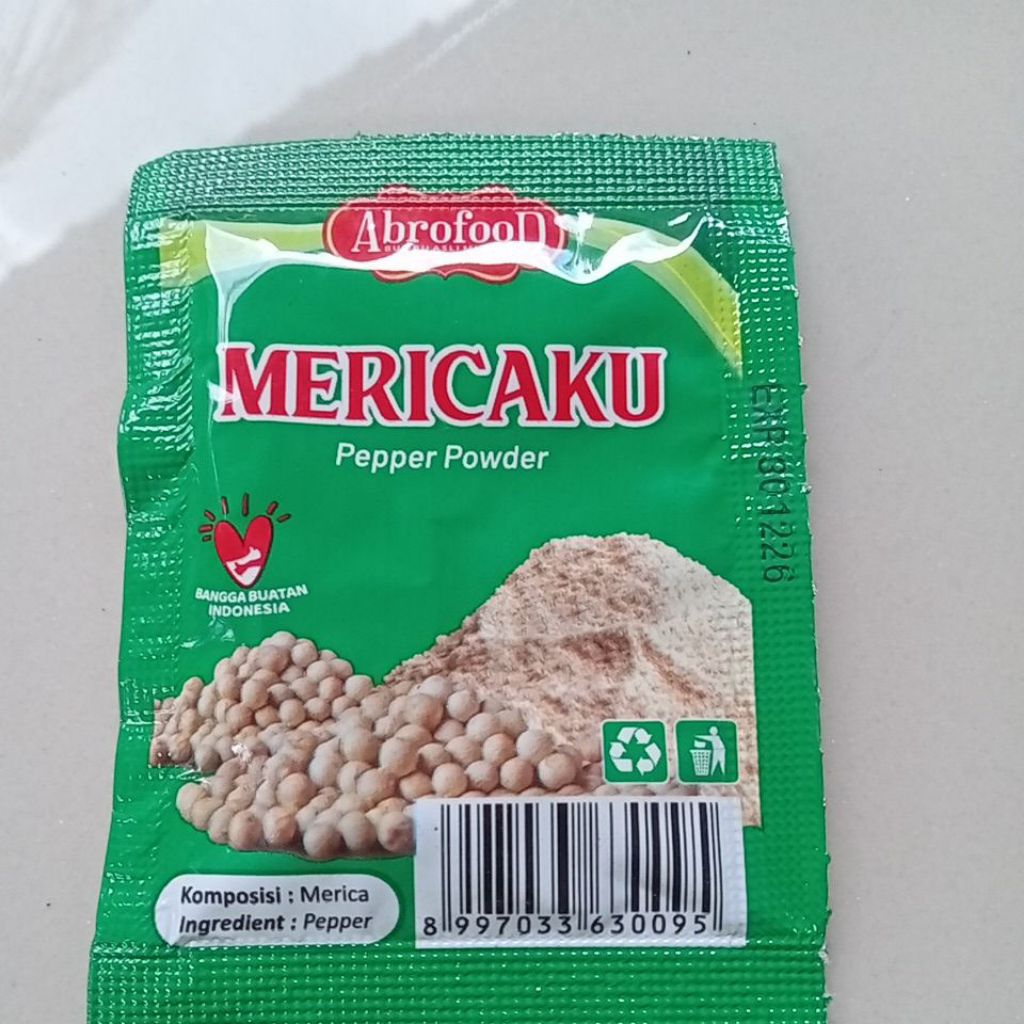 AbrofooD
MERICAKU
Pepper Powder
EXP 301226
BANGGA BUATAN
INDONESIA
Komposisi : Merica
Ingredient : Pepper
8 997033 630095